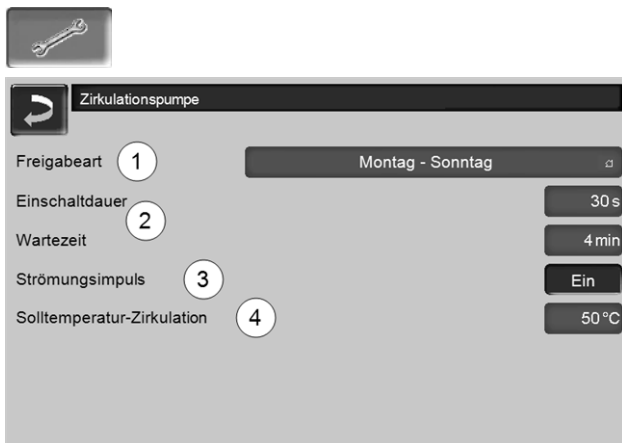 Zirkulationspumpe
Freigabeart 1 Montag - Sonntag
Einschaltdauer 30 s
2
Wartezeit 4 min
Strömungsimpuls 3 Ein
Solltemperatur-Zirkulation 4 50 °C